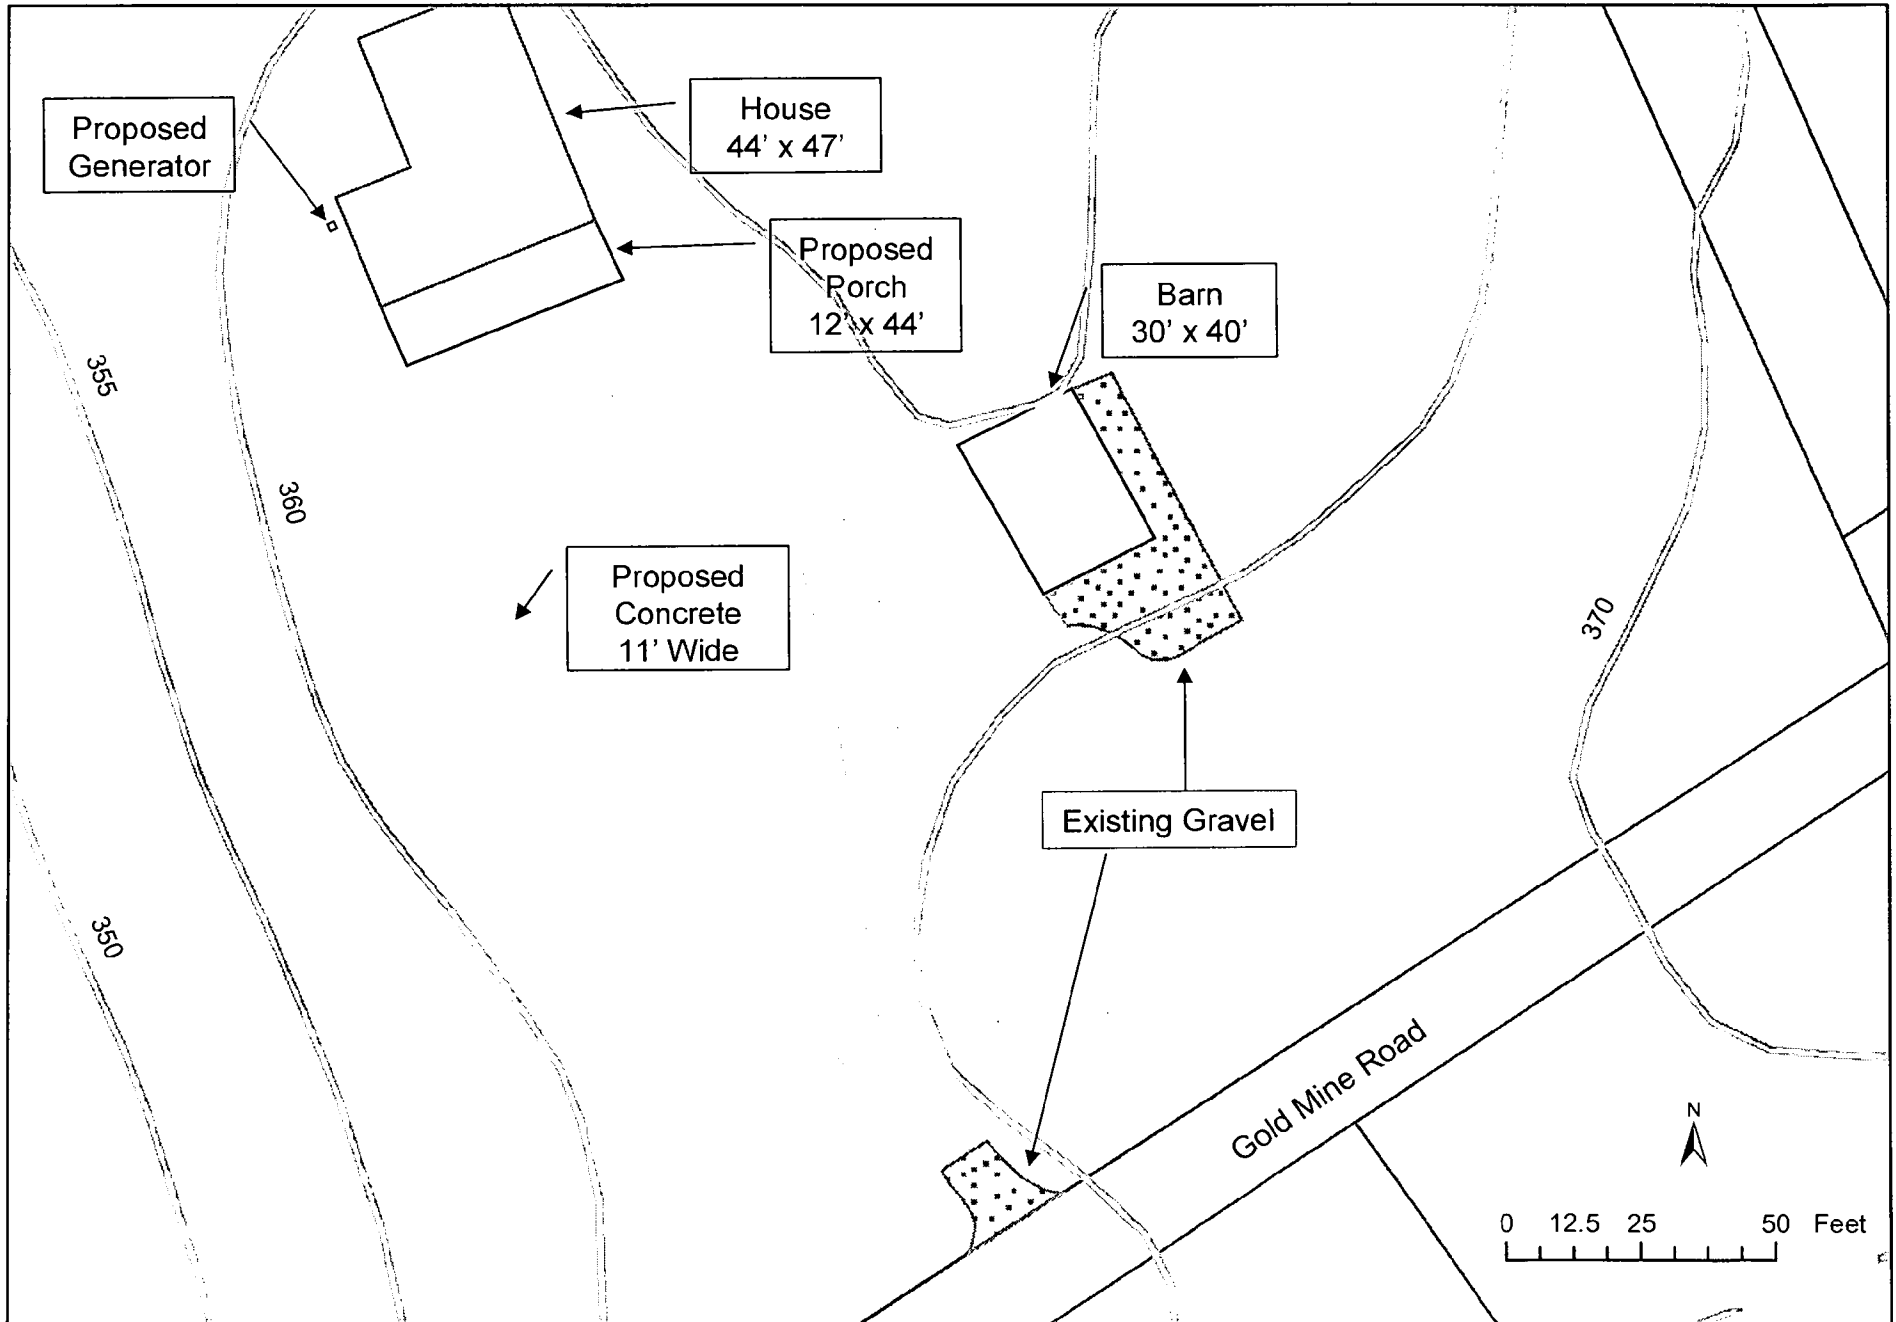 Proposed
Generator
House
44' x 47'
Proposed
Porch
12' x 44'
Barn
30' x 40'
355
360
Proposed
Concrete
11' Wide
370
Existing Gravel
350
Gold Mine Road
N
0 12.5 25 50 Feet